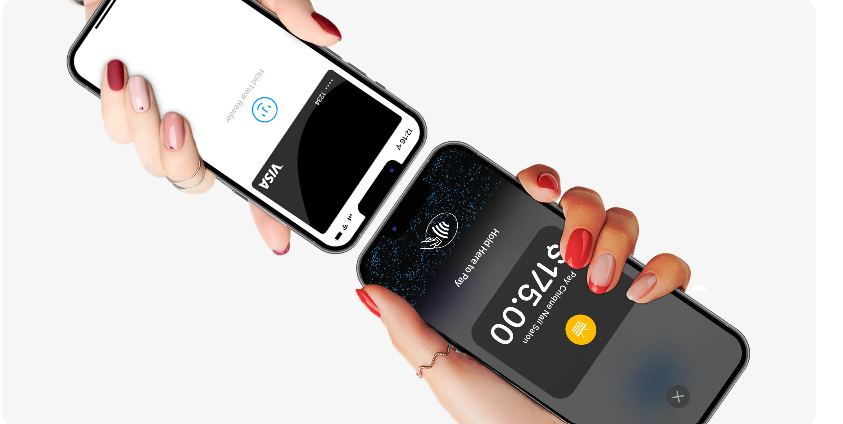 Hold Near Reader
•••• 1234
VISA
12:16
Hold Here to Pay
$175.00
Pay Chique Nail Salon